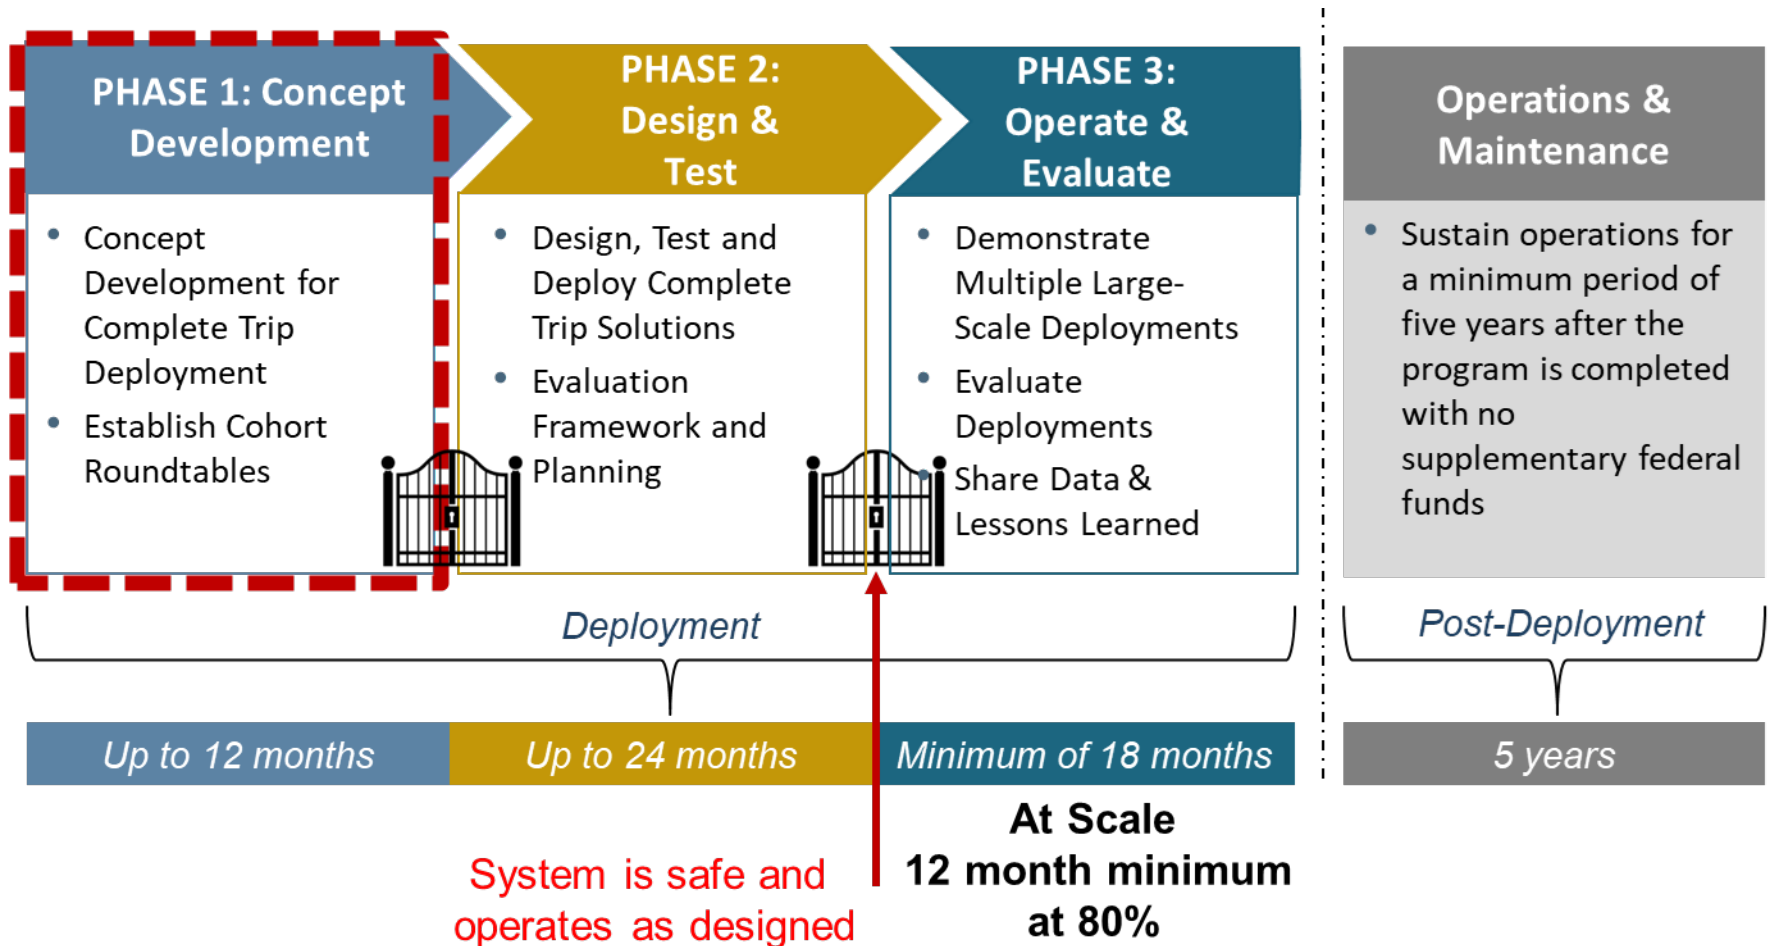 PHASE 1: Concept
Development
PHASE 2:
Design &
Test
PHASE 3:
Operate &
Evaluate
Operations &
Maintenance
• Concept
Development for
Complete Trip
Deployment
• Establish Cohort
Roundtables
• Design, Test and
Deploy Complete
Trip Solutions
• Evaluation
Framework and
Planning
• Demonstrate
Multiple Large-
Scale Deployments
• Evaluate
Deployments
• Share Data &
Lessons Learned
• Sustain operations for
a minimum period of
five years after the
program is completed
with no
supplementary federal
funds
Deployment
Post-Deployment
Up to 12 months
Up to 24 months
Minimum of 18 months
5 years
System is safe and
operates as designed
At Scale
12 month minimum
at 80%